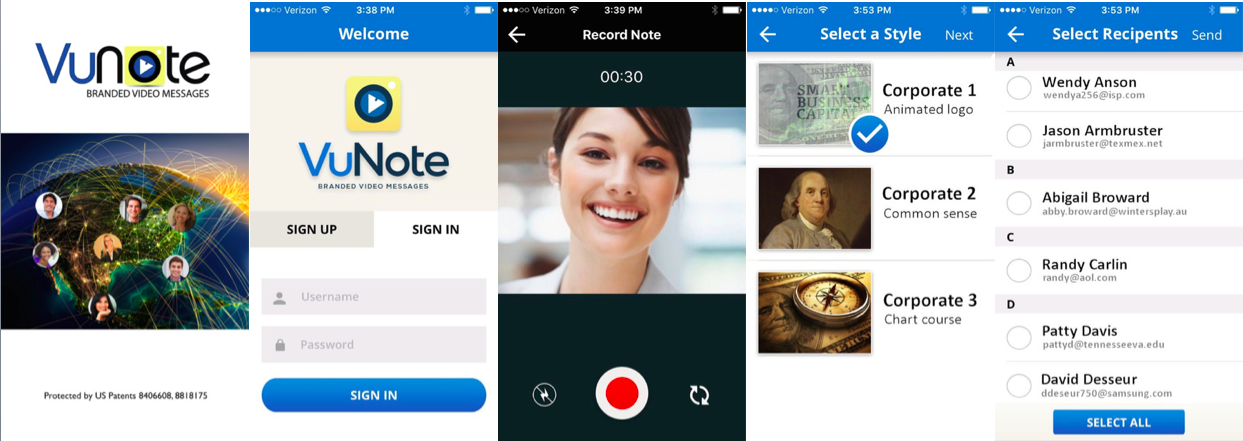 VuNote
BRANDED VIDEO MESSAGES
Protected by US Patents 8406608, 8818175
Verizon 3:38 PM
Welcome
VuNote
BRANDED VIDEO MESSAGES
SIGN UP SIGN IN
Username
Password
SIGN IN
Verizon 3:39 PM
Record Note
00:30
Verizon 3:53 PM
Select a Style Next
SMART
BUSINESS
CAPITAL
Corporate 1
Animated logo
Corporate 2
Common sense
Corporate 3
Chart course
Verizon 3:53 PM
Select Recipents Send
A
Wendy Anson
wendya256@isp.com
Jason Armbruster
jarmbruster@texmex.net
B
Abigail Broward
abby.broward@wintersplay.au
C
Randy Carlin
randy@aol.com
D
Patty Davis
pattyd@tennesseeva.edu
David Desseur
ddeseur750@samsung.com
SELECT ALL